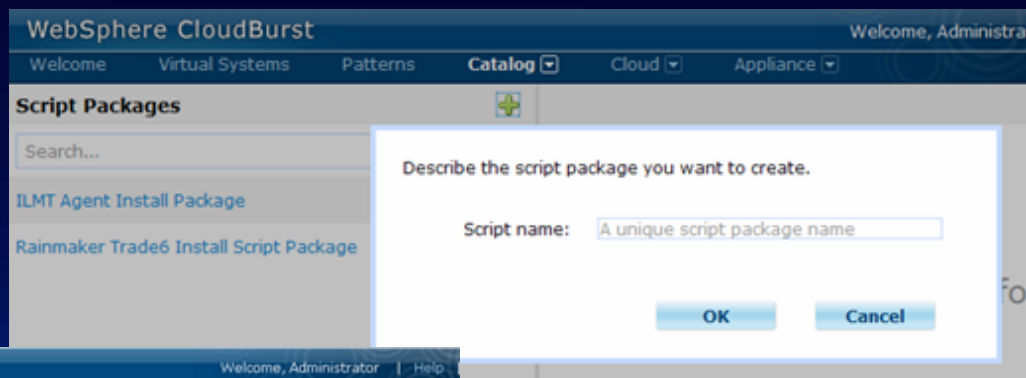 WebSphere CloudBurst
Welcome, Administra
Welcome Virtual Systems Patterns Catalog Cloud Appliance
Script Packages
Search...
ILMT Agent Install Package
Rainmaker Trade6 Install Script Package
Describe the script package you want to create.
Script name: A unique script package name
OK Cancel
fo
Welcome, Administrator | Help |